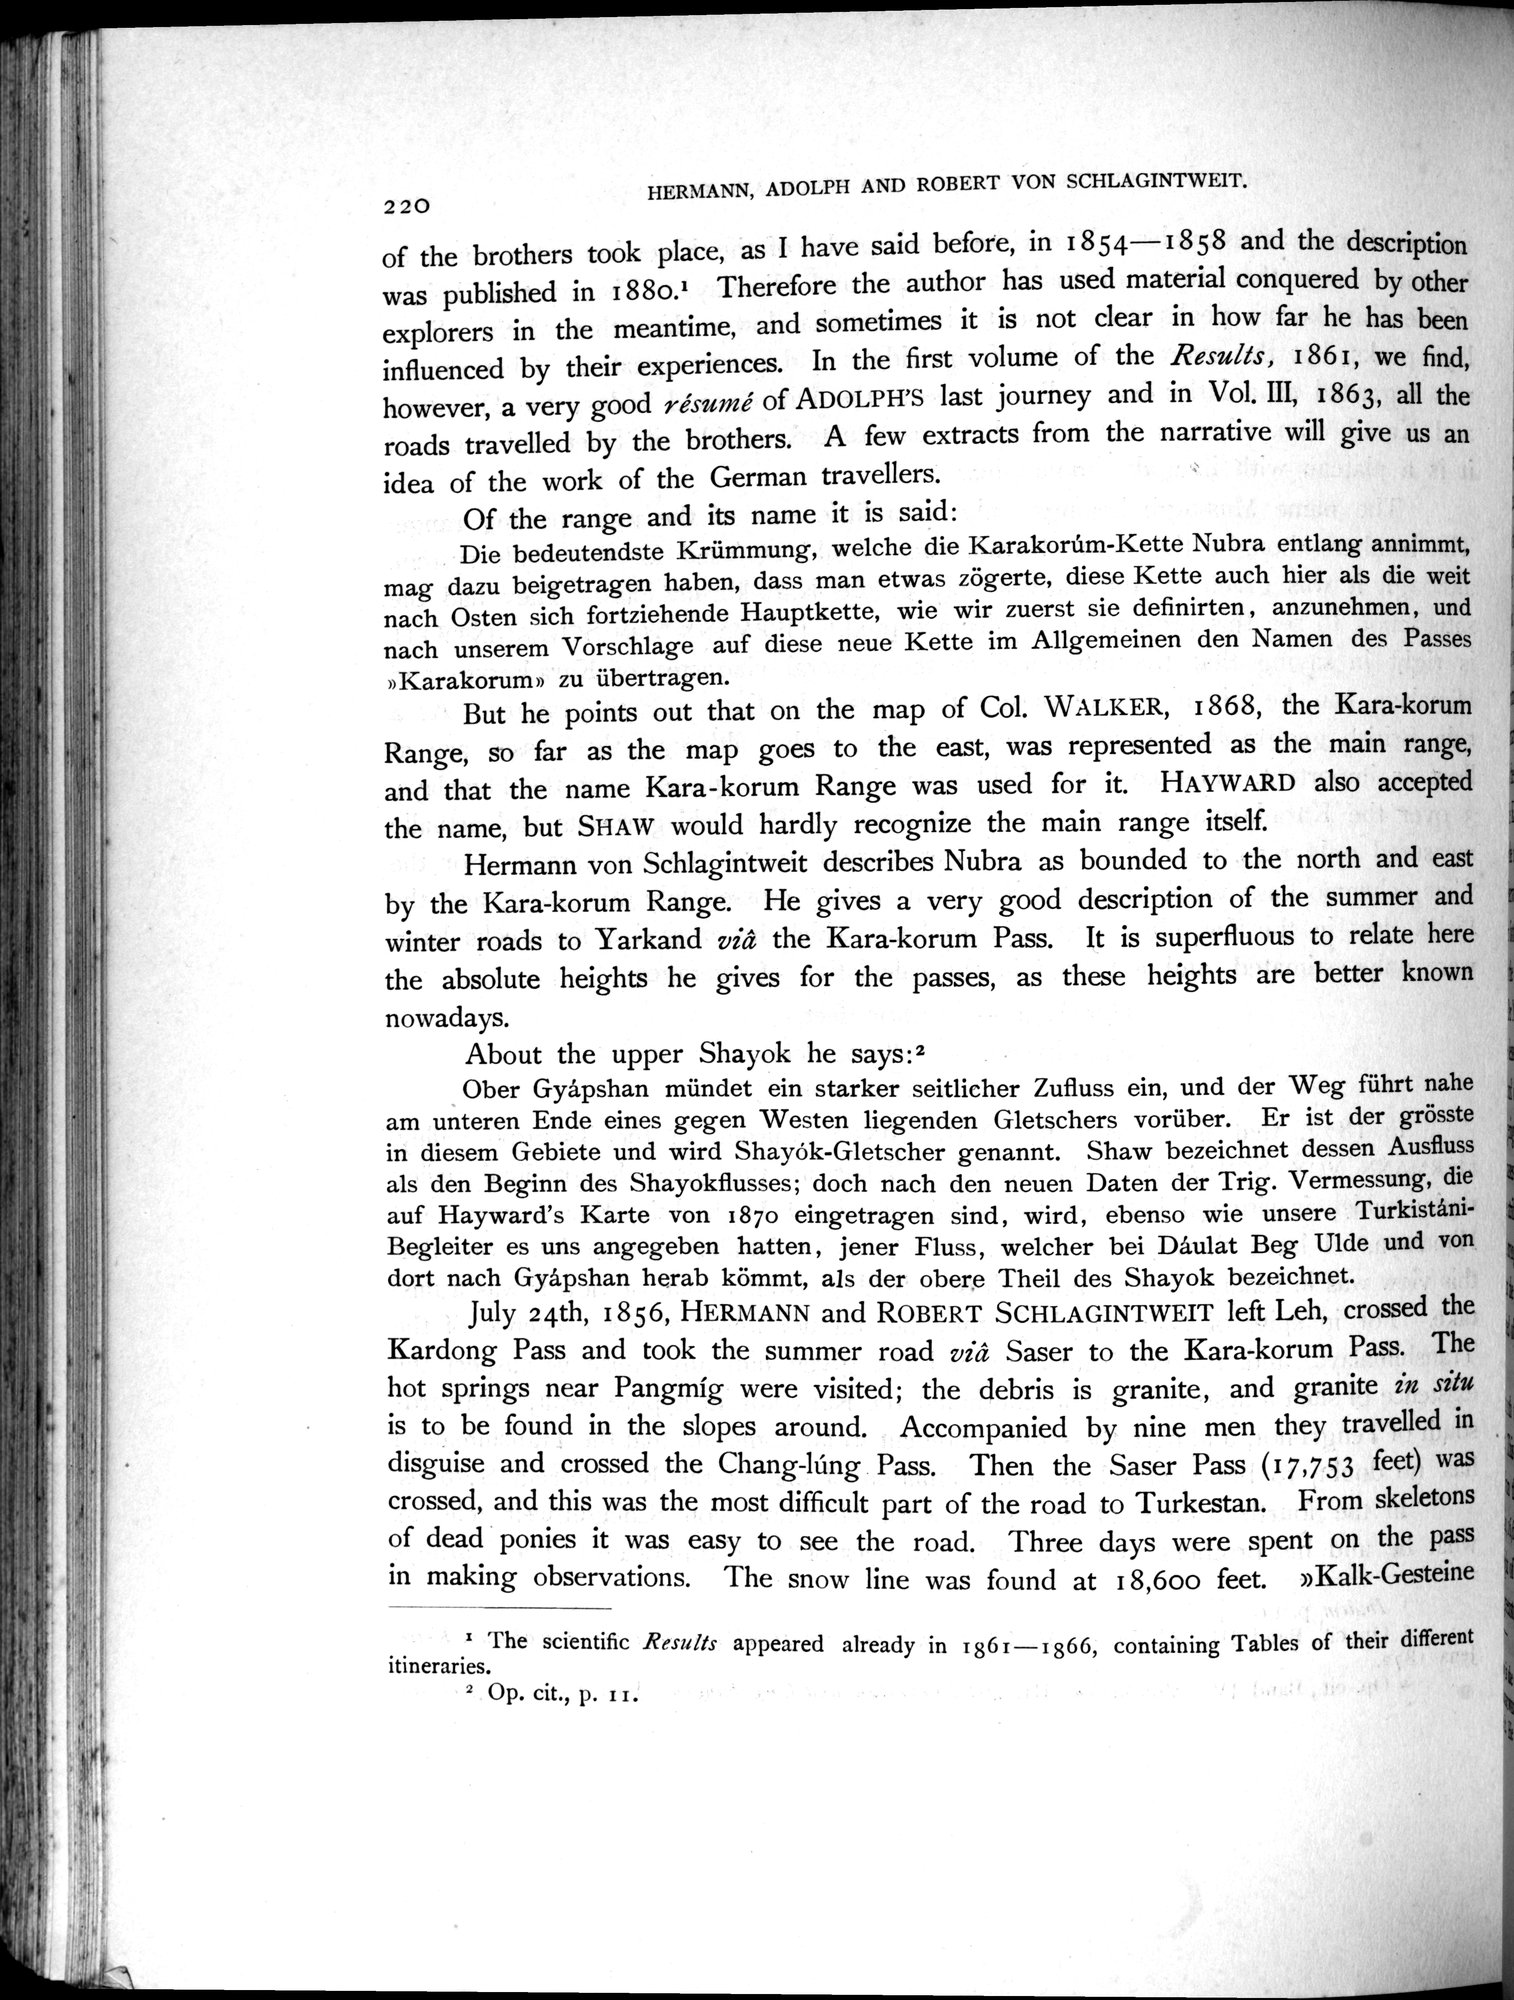 220
HERMANN, ADOLPH AND ROBERT VON SCHLAGINTWEIT.
of the brothers took place, as I have said before, in 1854—1858 and the description
was published in 1880.¹ Therefore the author has used material conquered by other
explorers in the meantime, and sometimes it is not clear in how far he has been
influenced by their experiences. In the first volume of the Results, 1861, we find,
however, a very good résumé of ADOLPH'S last journey and in Vol. III, 1863, all the
roads travelled by the brothers. A few extracts from the narrative will give us an
idea of the work of the German travellers.
Of the range and its name it is said:
Die bedeutendste Krümmung, welche die Karakorúm-Kette Nubra entlang annimmt,
mag dazu beigetragen haben, dass man etwas zögerte, diese Kette auch hier als die weit
nach Osten sich fortziehende Hauptkette, wie wir zuerst sie definirten, anzunehmen, und
nach unserem Vorschlage auf diese neue Kette im Allgemeinen den Namen des Passes
»Karakorum» zu übertragen.
But he points out that on the map of Col. WALKER, 1868, the Kara-korum
Range, so far as the map goes to the east, was represented as the main range,
and that the name Kara-korum Range was used for it. HAYWARD also accepted
the name, but SHAW would hardly recognize the main range itself.
Hermann von Schlagintweit describes Nubra as bounded to the north and east
by the Kara-korum Range. He gives a very good description of the summer and
winter roads to Yarkand viâ the Kara-korum Pass. It is superfluous to relate here
the absolute heights he gives for the passes, as these heights are better known
nowadays.
About the upper Shayok he says:²
Ober Gyápshan mündet ein starker seitlicher Zufluss ein, und der Weg führt nahe
am unteren Ende eines gegen Westen liegenden Gletschers vorüber. Er ist der grösste
in diesem Gebiete und wird Shayók-Gletscher genannt. Shaw bezeichnet dessen Ausfluss
als den Beginn des Shayokflusses; doch nach den neuen Daten der Trig. Vermessung, die
auf Hayward's Karte von 1870 eingetragen sind, wird, ebenso wie unsere Turkistáni-
Begleiter es uns angegeben hatten, jener Fluss, welcher bei Dáulat Beg Ulde und von
dort nach Gyápshan herab kömmt, als der obere Theil des Shayok bezeichnet.
July 24th, 1856, HERMANN and ROBERT SCHLAGINTWEIT left Leh, crossed the
Kardong Pass and took the summer road viâ Saser to the Kara-korum Pass. The
hot springs near Pangmíg were visited; the debris is granite, and granite in situ
is to be found in the slopes around. Accompanied by nine men they travelled in
disguise and crossed the Chang-lúng Pass. Then the Saser Pass (17,753 feet) was
crossed, and this was the most difficult part of the road to Turkestan. From skeletons
of dead ponies it was easy to see the road. Three days were spent on the pass
in making observations. The snow line was found at 18,600 feet. »Kalk-Gesteine
¹ The scientific Results appeared already in 1861—1866, containing Tables of their different
itineraries.
² Op. cit., p. 11.